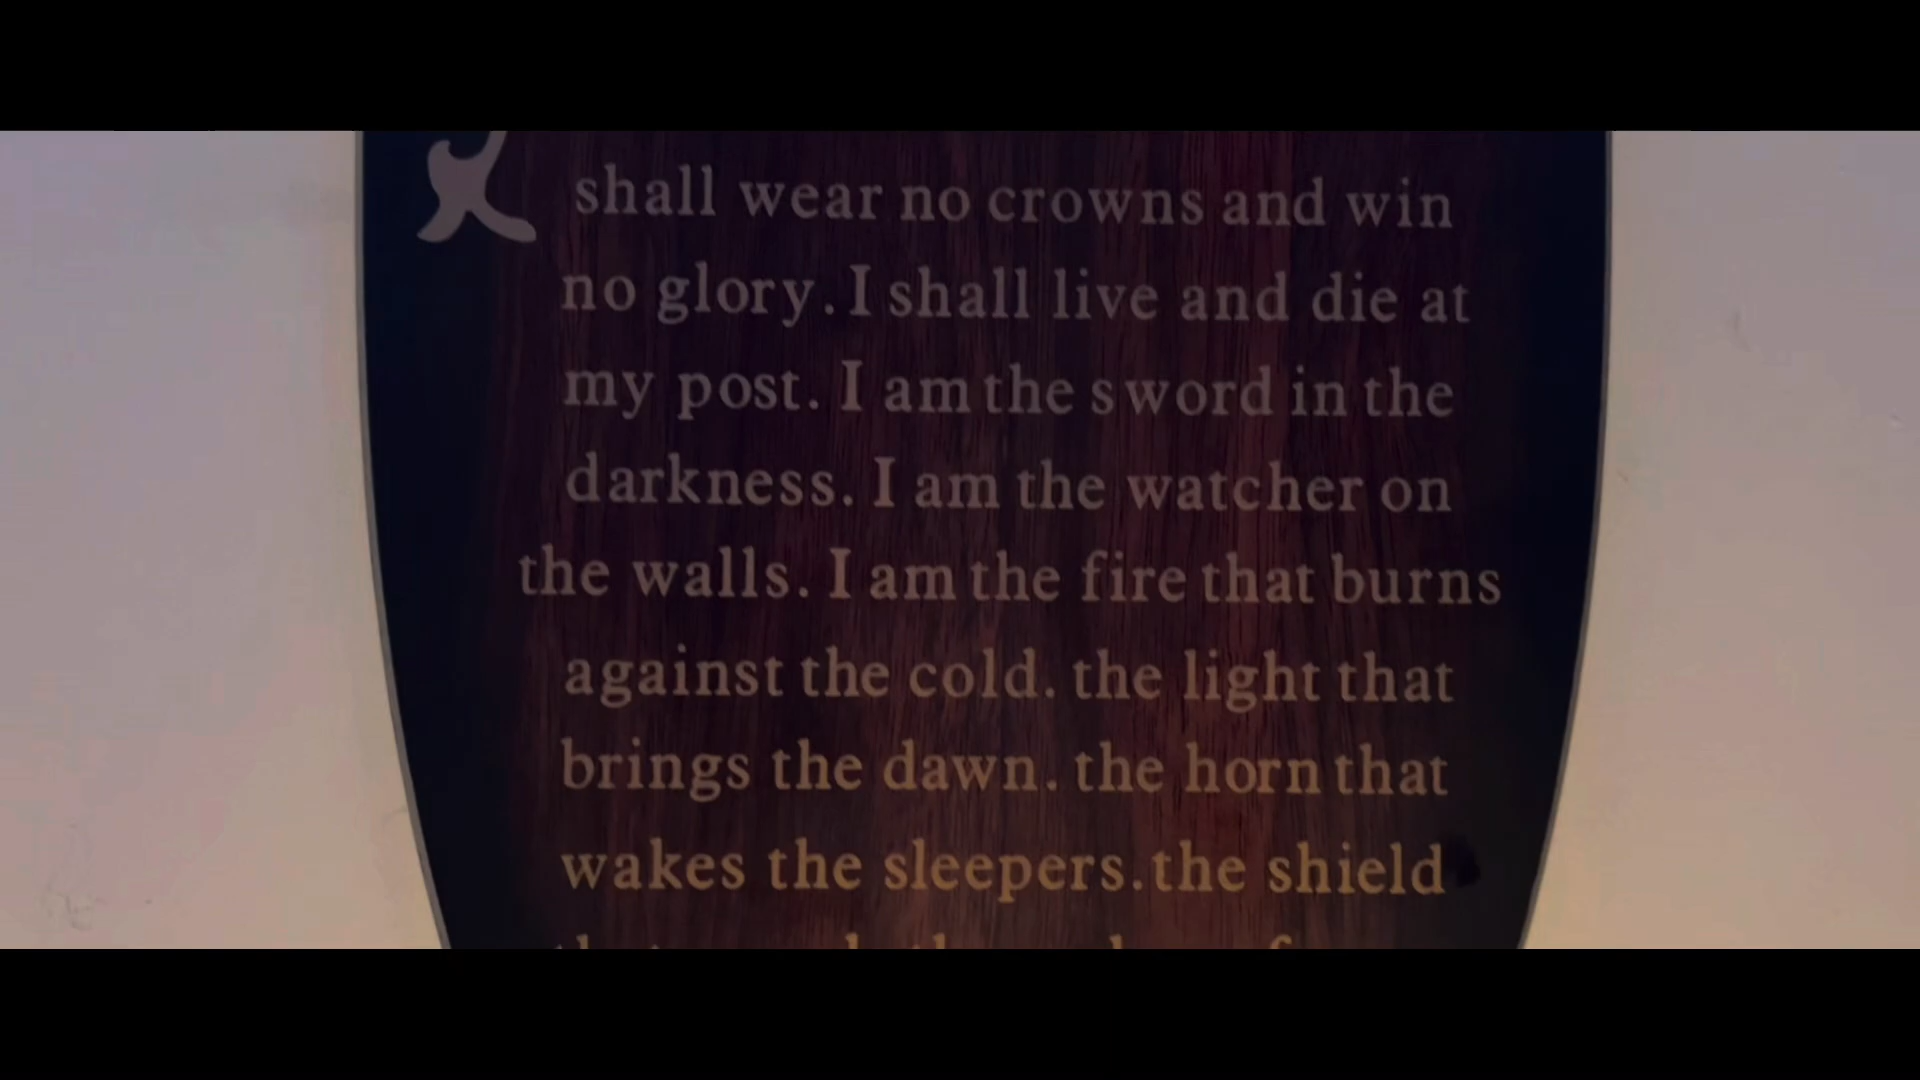 shall wear no crowns and win
no glory. I shall live and die at
my post. I am the sword in the
darkness. I am the watcher on
the walls. I am the fire that burns
against the cold. the light that
brings the dawn. the horn that
wakes the sleepers. the shield